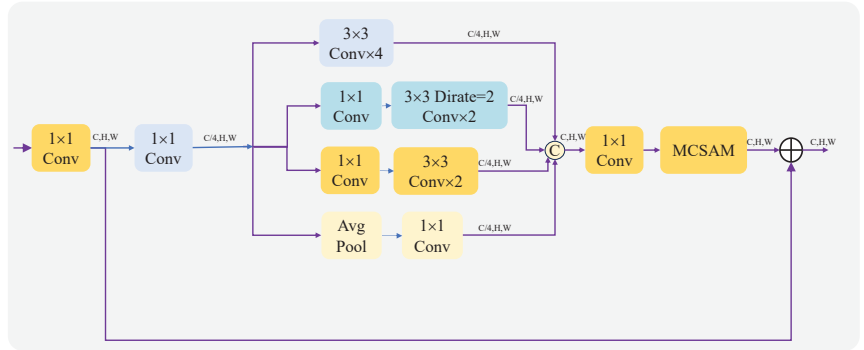 1×1
Conv
C,H,W
1×1
Conv
C/4,H,W
3×3
Conv×4
C/4,H,W
1×1
Conv
3×3 Dirate=2
Conv×2
C/4,H,W
1×1
Conv
3×3
Conv×2
C/4,H,W
Avg
Pool
1×1
Conv
C/4,H,W
C
C,H,W
1×1
Conv
MCSAM
C,H,W
C,H,W